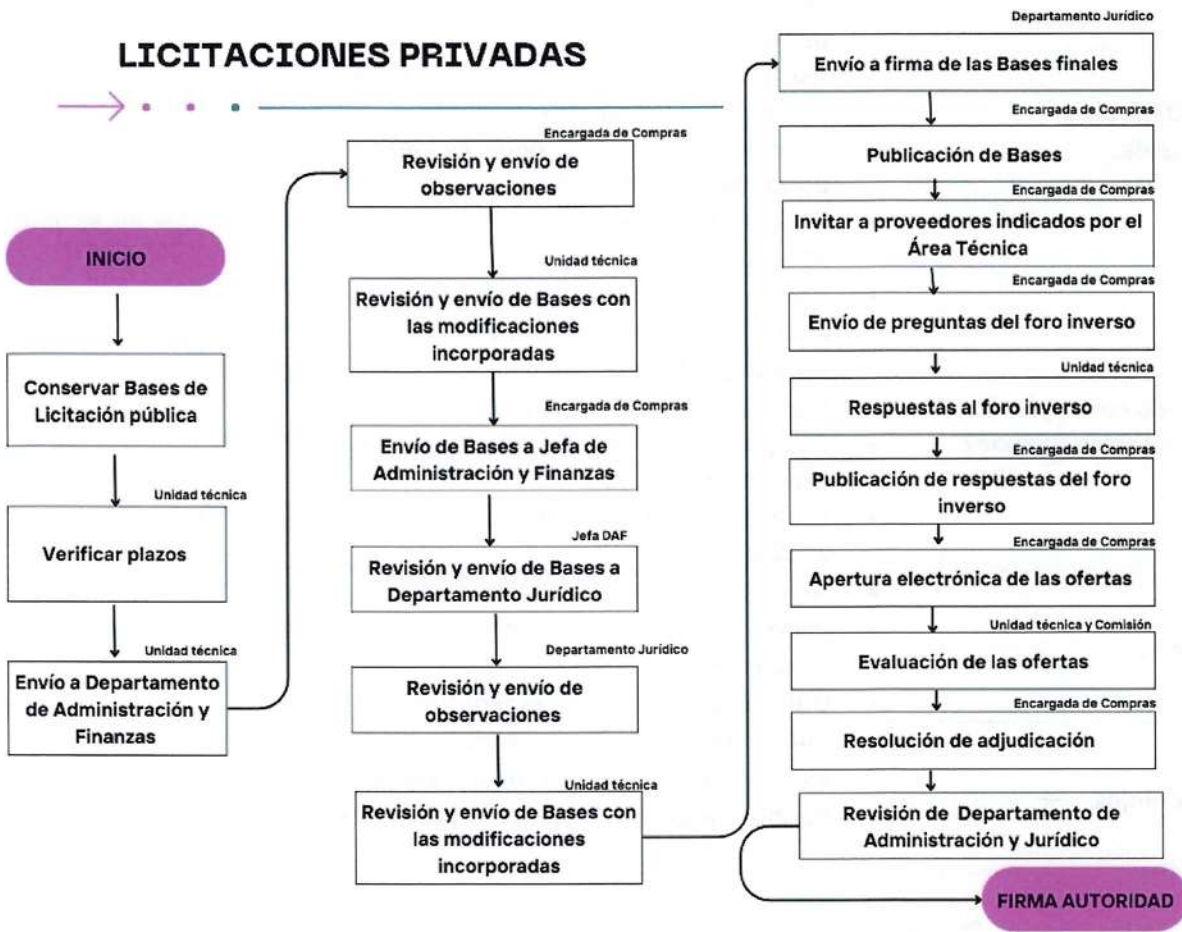 LICITACIONES PRIVADAS
INICIO
Conservar Bases de
Licitación pública
Unidad técnica
Verificar plazos
Unidad técnica
Envío a Departamento
de Administración y
Finanzas
Encargada de Compras
Revisión y envío de
observaciones
Unidad técnica
Revisión y envío de Bases con
las modificaciones
incorporadas
Encargada de Compras
Envío de Bases a Jefa de
Administración y Finanzas
Jefa DAF
Revisión y envío de Bases a
Departamento Jurídico
Departamento Jurídico
Revisión y envío de
observaciones
Unidad técnica
Revisión y envío de Bases con
las modificaciones
incorporadas
Departamento Jurídico
Envío a firma de las Bases finales
Encargada de Compras
Publicación de Bases
Encargada de Compras
Invitar a proveedores indicados por el
Área Técnica
Encargada de Compras
Envío de preguntas del foro inverso
Unidad técnica
Respuestas al foro inverso
Encargada de Compras
Publicación de respuestas del foro
inverso
Encargada de Compras
Apertura electrónica de las ofertas
Unidad técnica y Comisión
Evaluación de las ofertas
Encargada de Compras
Resolución de adjudicación
Revisión de Departamento de
Administración y Jurídico
FIRMA AUTORIDAD